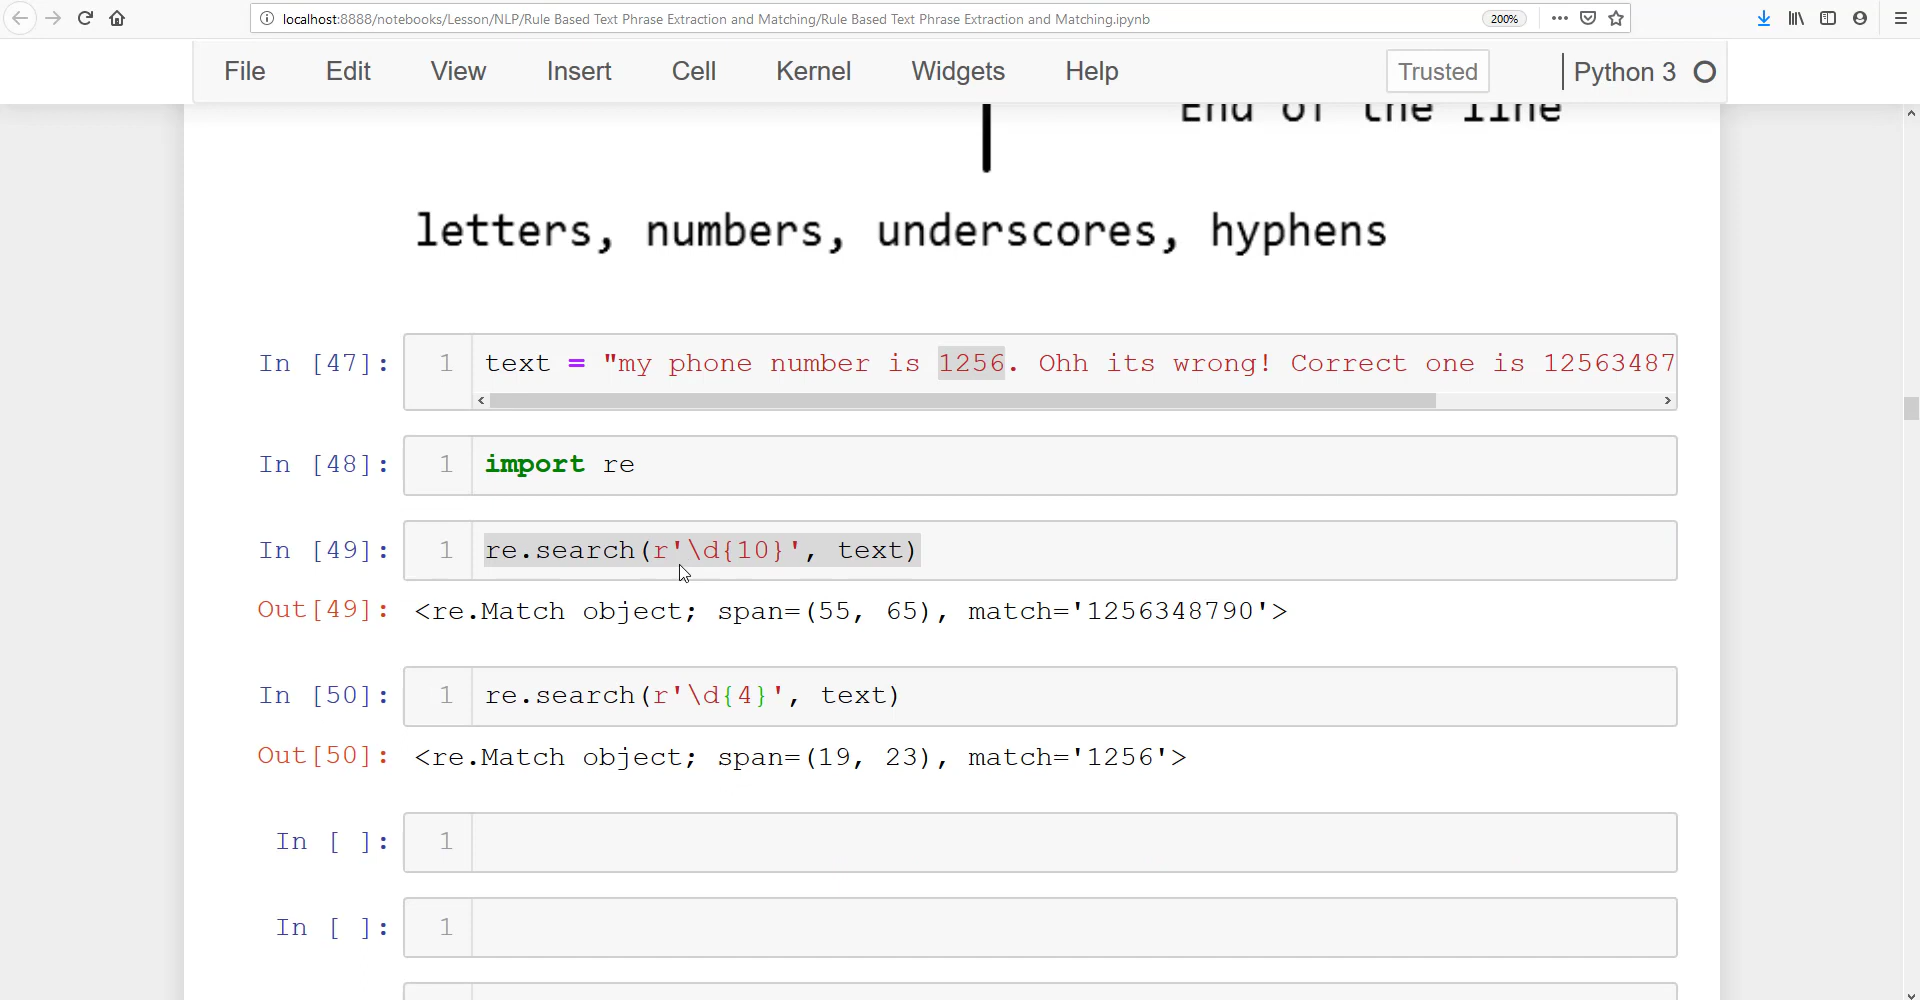 localhost:8888/notebooks/Lesson/NLP/Rule Based Text Phrase Extraction and Matching/Rule Based Text Phrase Extraction and Matching.ipynb 200%
File Edit View Insert Cell Kernel Widgets Help Trusted Python 3
End of the line
letters, numbers, underscores, hyphens
In [47]: 1 text = "my phone number is 1256. Ohh its wrong! Correct one is 12563487
In [48]: 1 import re
In [49]: 1 re.search(r'\d{10}', text)
Out[49]: <re.Match object; span=(55, 65), match='1256348790'>
In [50]: 1 re.search(r'\d{4}', text)
Out[50]: <re.Match object; span=(19, 23), match='1256'>
In [ ]: 1
In [ ]: 1